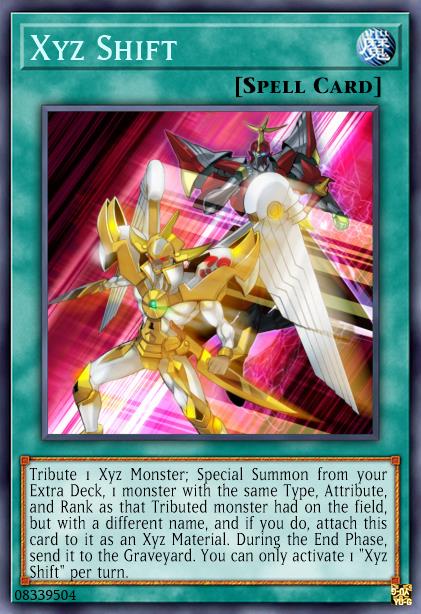 Xyz Shift
魔
[Spell Card]
Tribute 1 Xyz Monster; Special Summon from your
Extra Deck, 1 monster with the same Type, Attribute,
and Rank as that Tributed monster had on the field,
but with a different name, and if you do, attach this
card to it as an Xyz Material. During the End Phase,
send it to the Graveyard. You can only activate 1 "Xyz
Shift" per turn.
08339504